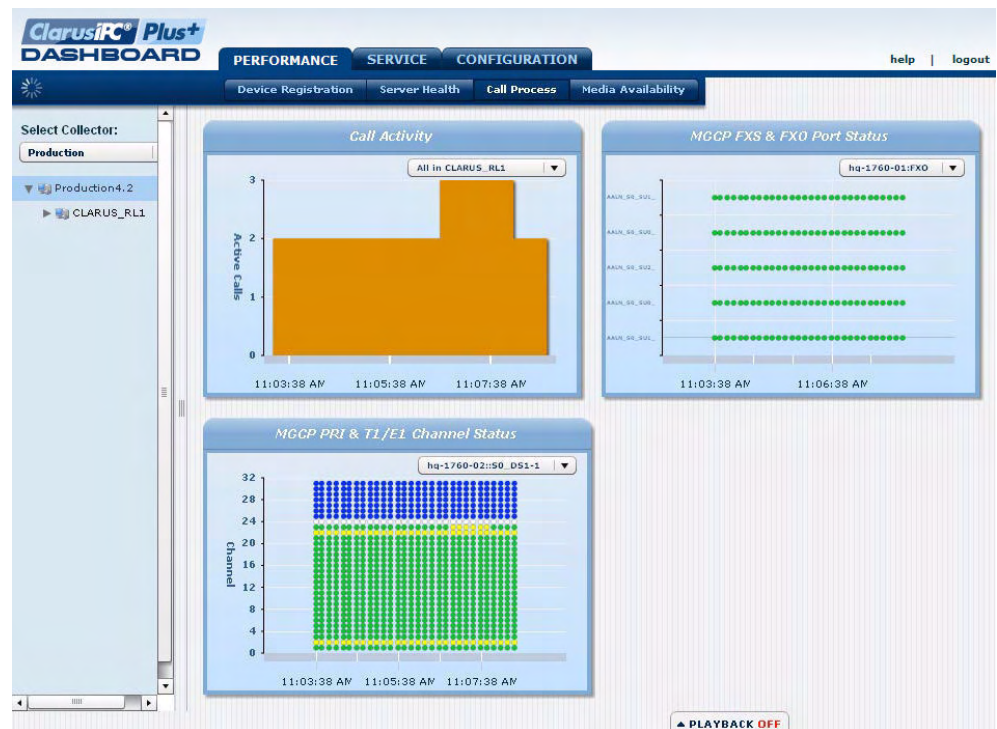 ClarusIPC® Plus+
DASHBOARD
PERFORMANCE SERVICE CONFIGURATION
help | logout
Device Registration Server Health Call Process Media Availability
Select Collector:
Production
Production4.2
CLARUS_RL1
Call Activity
All in CLARUS_RL1
3
2
1
0
Active Calls
11:03:38 AM 11:05:38 AM 11:07:38 AM
MGCP FXS & FXO Port Status
hq-1760-01:FXO
11:03:38 AM 11:06:38 AM
MGCP PRI & T1/E1 Channel Status
hq-1760-02::S0_DS1-1
32
28
24
20
16
12
8
4
0
Channel
11:03:38 AM 11:05:38 AM 11:07:38 AM
PLAYBACK OFF